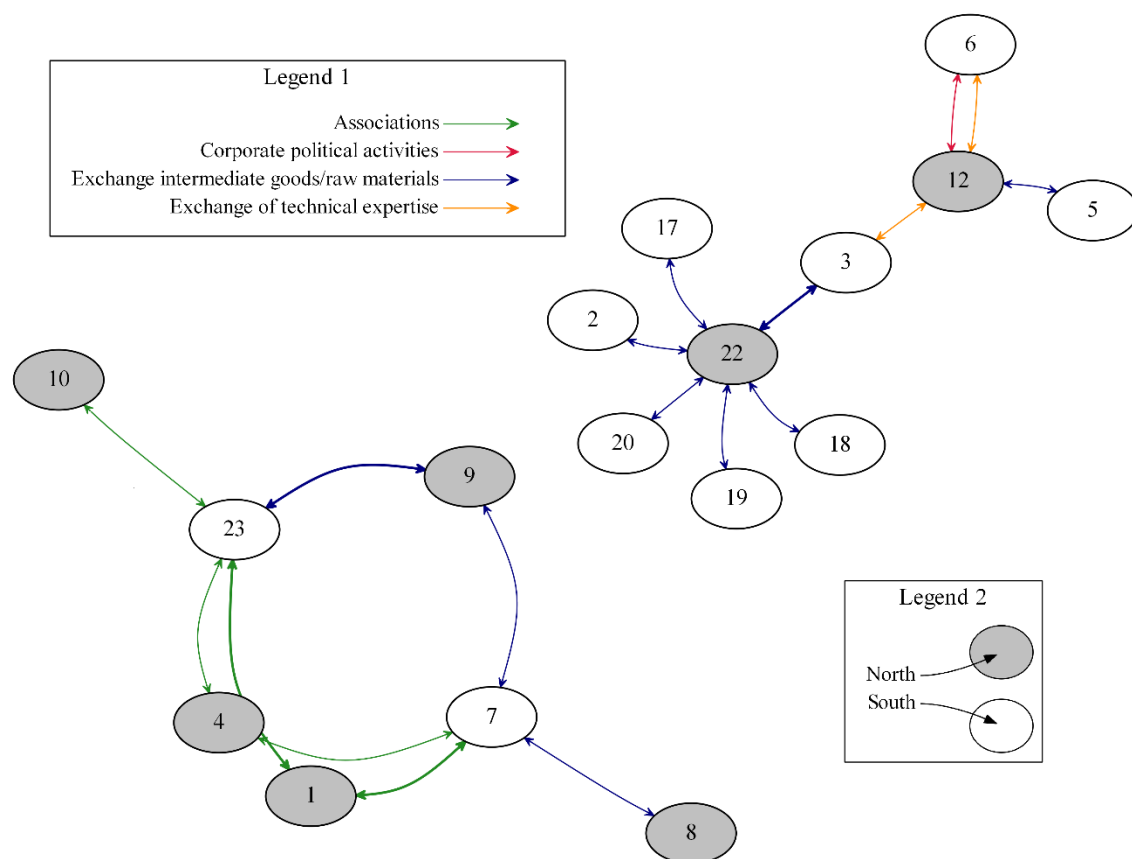 6
Legend 1
Associations
Corporate political activities
Exchange intermediate goods/raw materials
Exchange of technical expertise
12
5
17
3
2
22
10
20
18
9
19
23
Legend 2
North
South
4
7
1
8